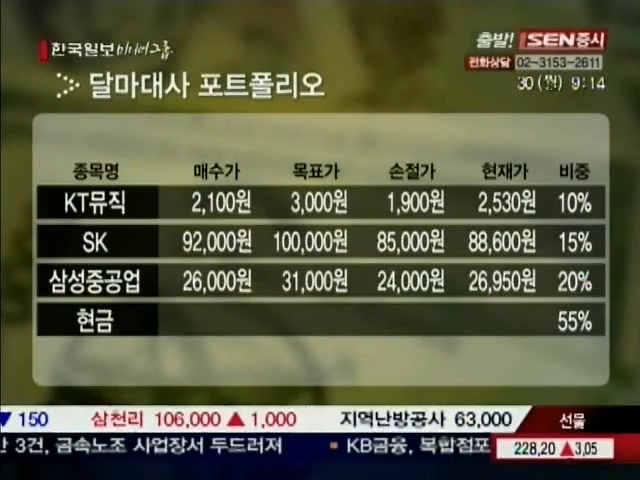 한국일보 미디어그룹
출발! SEN증시
전화상담 02-3153-2611
30 (월) 9:14
달마대사 포트폴리오
종목명 매수가 목표가 손절가 현재가 비중
KT뮤직 2,100원 3,000원 1,900원 2,530원 10%
SK 92,000원 100,000원 85,000원 88,600원 15%
삼성중공업 26,000원 31,000원 24,000원 26,950원 20%
현금 55%
▼ 150 삼천리 106,000 ▲ 1,000 지역난방공사 63,000 선물
3건, 금속노조 사업장서 두드러져 ▪ KB금융, 복합점포 228,20 ▲3,05